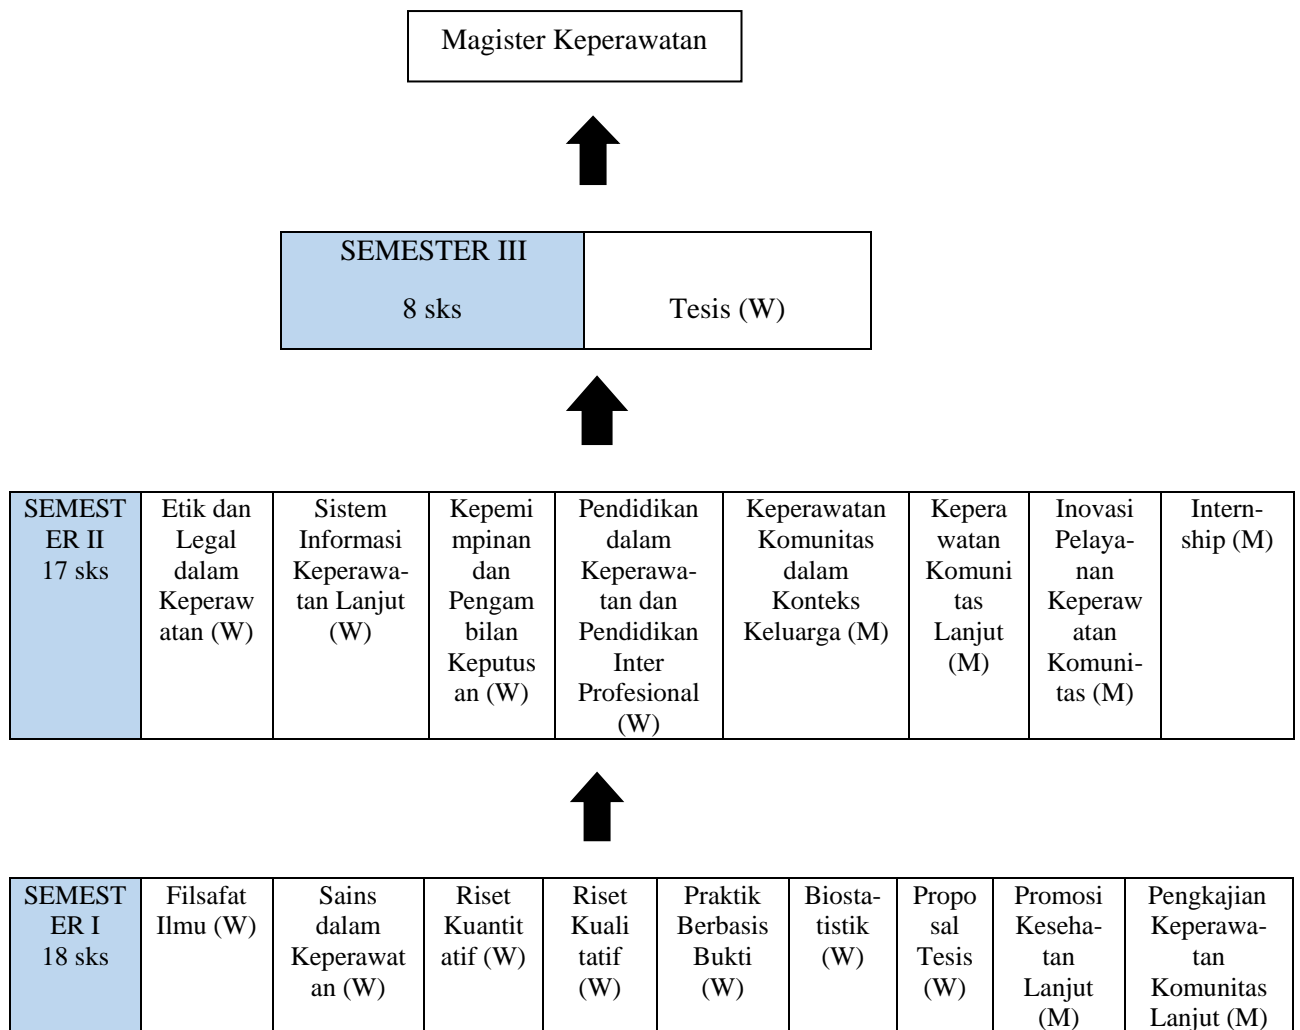 Magister Keperawatan
SEMESTER III
8 sks
Tesis (W)
SEMEST
ER II
17 sks
Etik dan
Legal
dalam
Keperaw
atan (W)
Sistem
Informasi
Keperawa-
tan Lanjut
(W)
Kepemi
mpinan
dan
Pengam
bilan
Keputus
an (W)
Pendidikan
dalam
Keperawa-
tan dan
Pendidikan
Inter
Profesional
(W)
Keperawatan
Komunitas
dalam
Konteks
Keluarga (M)
Kepera
watan
Komuni
tas
Lanjut
(M)
Inovasi
Pelaya-
nan
Keperaw
atan
Komuni-
tas (M)
Intern-
ship (M)
SEMEST
ER I
18 sks
Filsafat
Ilmu (W)
Sains
dalam
Keperawat
an (W)
Riset
Kuantit
atif (W)
Riset
Kuali
tatif
(W)
Praktik
Berbasis
Bukti
(W)
Biosta-
tistik
(W)
Propo
sal
Tesis
(W)
Promosi
Keseha-
tan
Lanjut
(M)
Pengkajian
Keperawa-
tan
Komunitas
Lanjut (M)